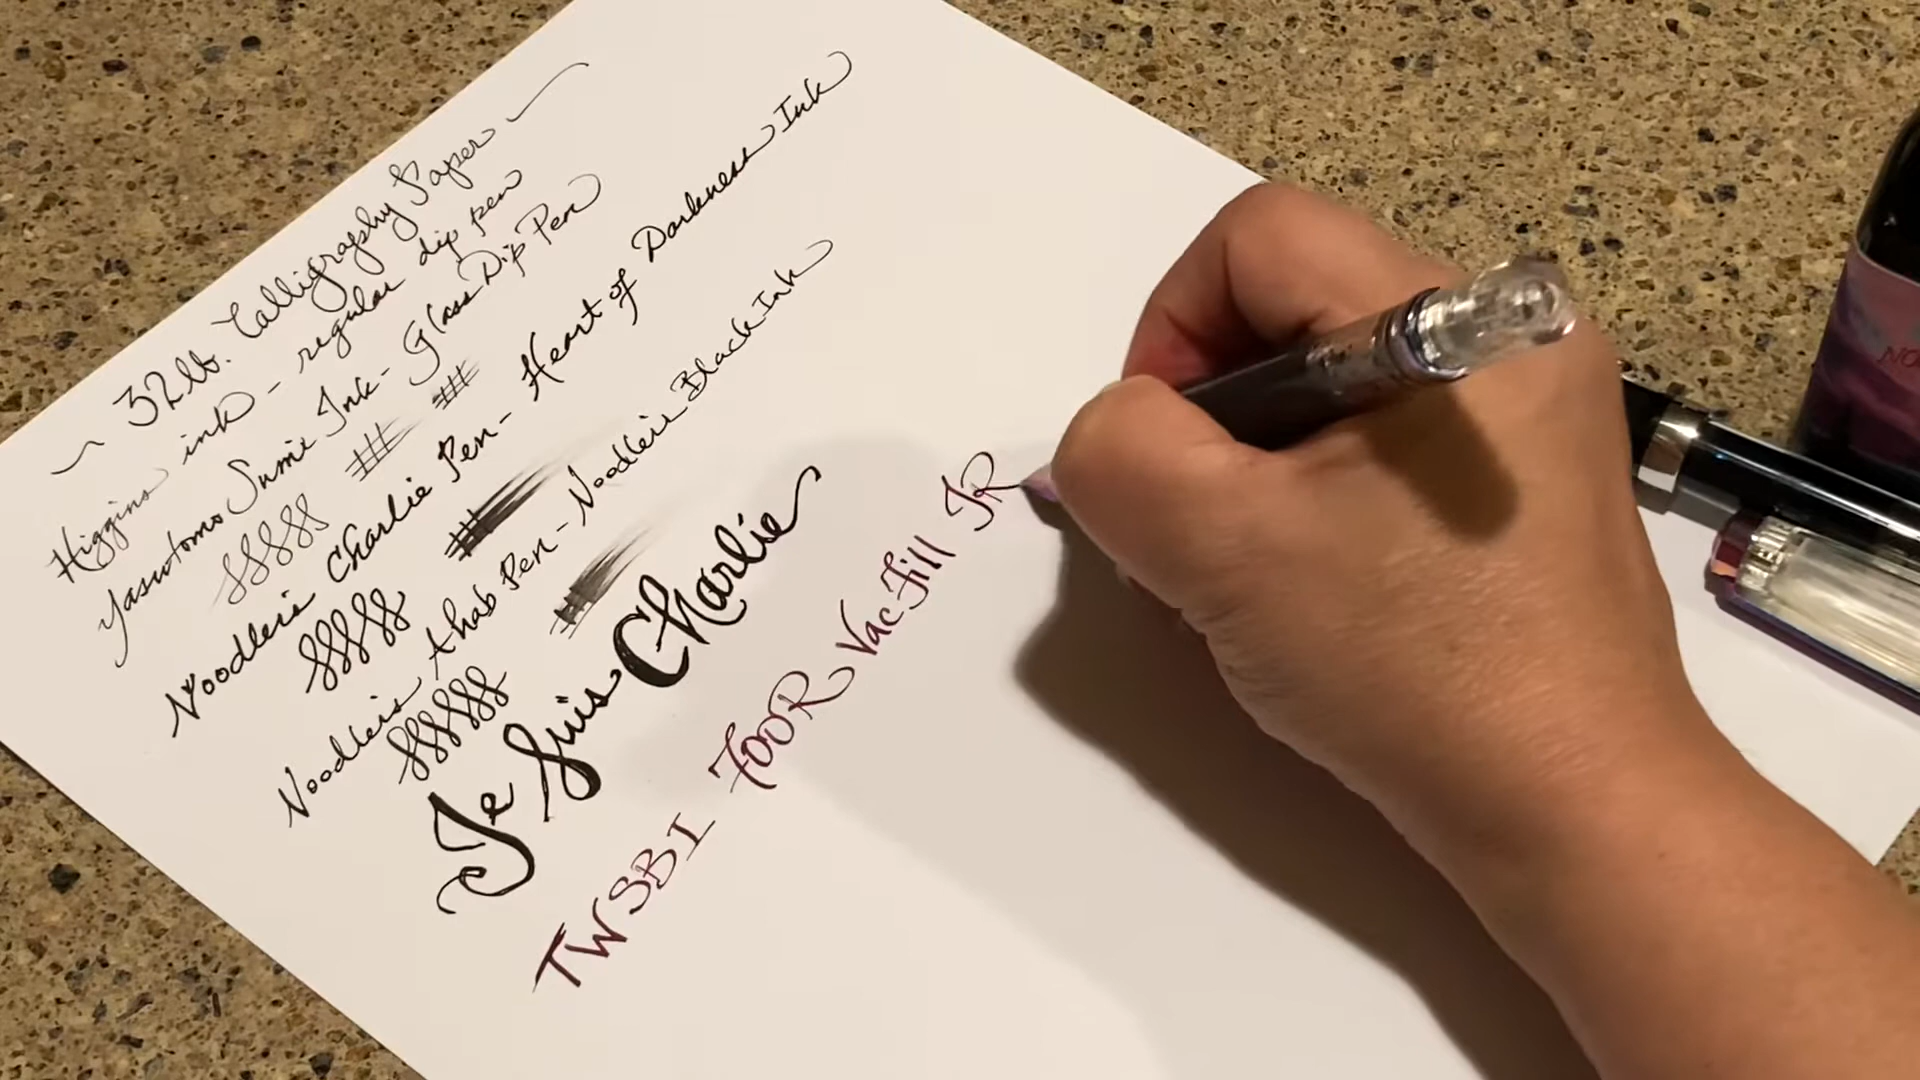 ~ 32lb. Calligraphy Paper ~
Higgins ink - regular dip pen
Yasutomo Sumi Ink - Glass Dip Pen
Noodler's Charlie Pen - Heart of Darkness Ink
Noodler's Ahab Pen - Noodler's Black Ink
Je Suis Charlie
TWSBI 700R Vac Fill IR
NO